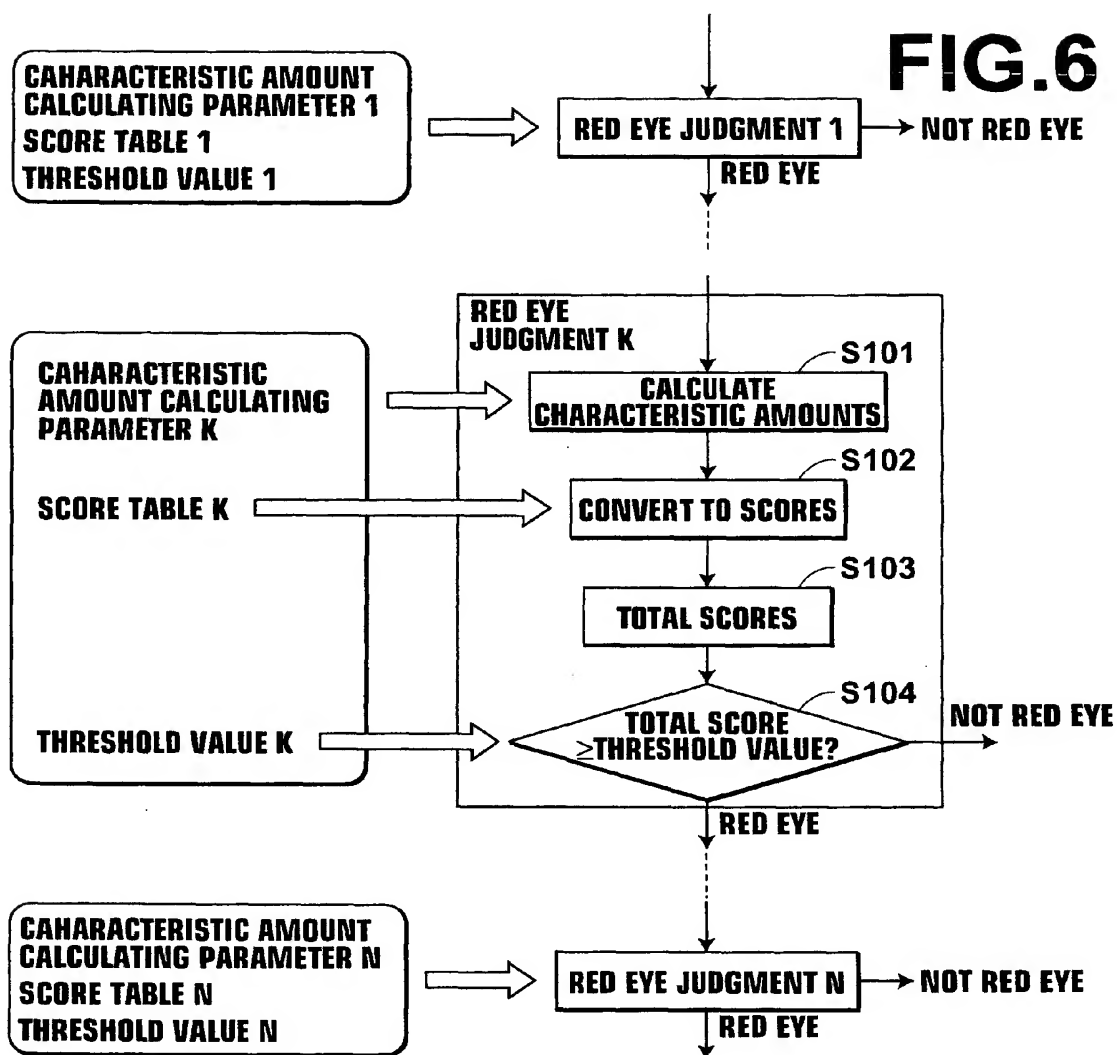 FIG.6
CAHARACTERISTIC AMOUNT
CALCULATING PARAMETER 1
SCORE TABLE 1
THRESHOLD VALUE 1
RED EYE JUDGMENT 1
NOT RED EYE
RED EYE
RED EYE
JUDGMENT K
CAHARACTERISTIC
AMOUNT CALCULATING
PARAMETER K
S101
CALCULATE
CHARACTERISTIC AMOUNTS
SCORE TABLE K
S102
CONVERT TO SCORES
S103
TOTAL SCORES
S104
THRESHOLD VALUE K
TOTAL SCORE
≥THRESHOLD VALUE?
NOT RED EYE
RED EYE
CAHARACTERISTIC AMOUNT
CALCULATING PARAMETER N
SCORE TABLE N
THRESHOLD VALUE N
RED EYE JUDGMENT N
NOT RED EYE
RED EYE